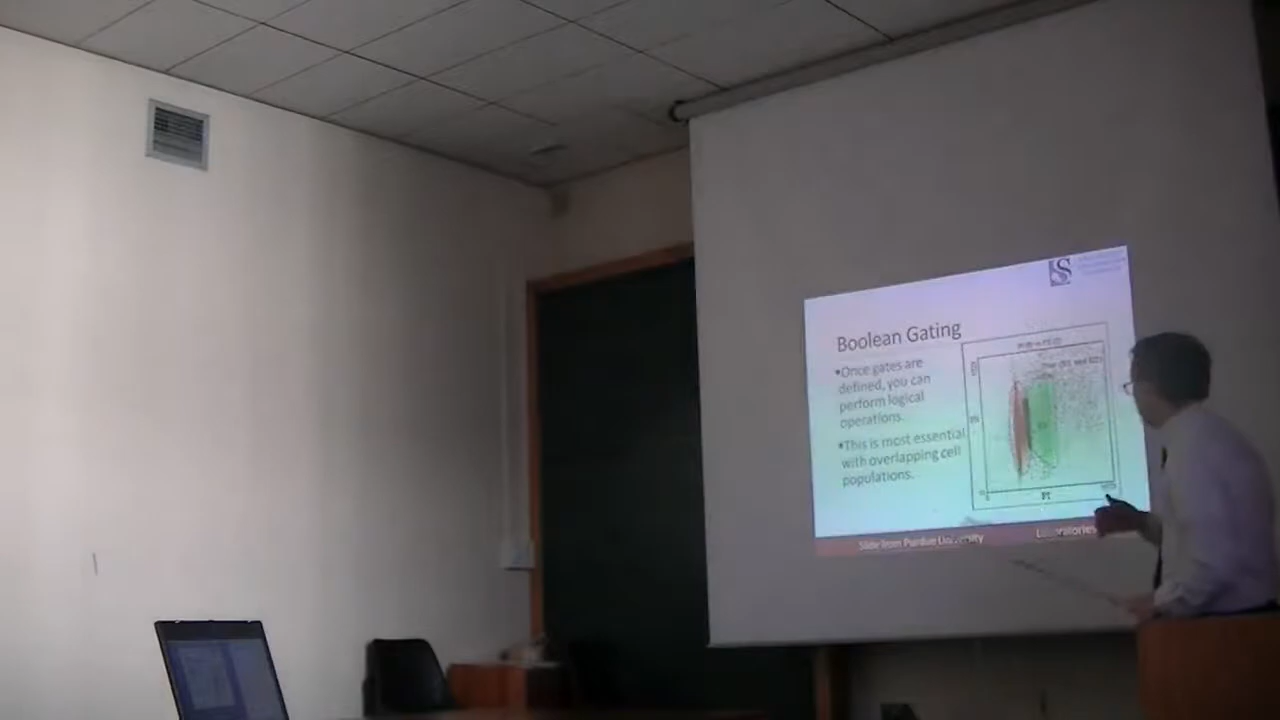 Boolean Gating
•Once gates are
defined, you can
perform logical
operations.
•This is most essential
with overlapping cell
populations.
Slide from Purdue University
Laboratories